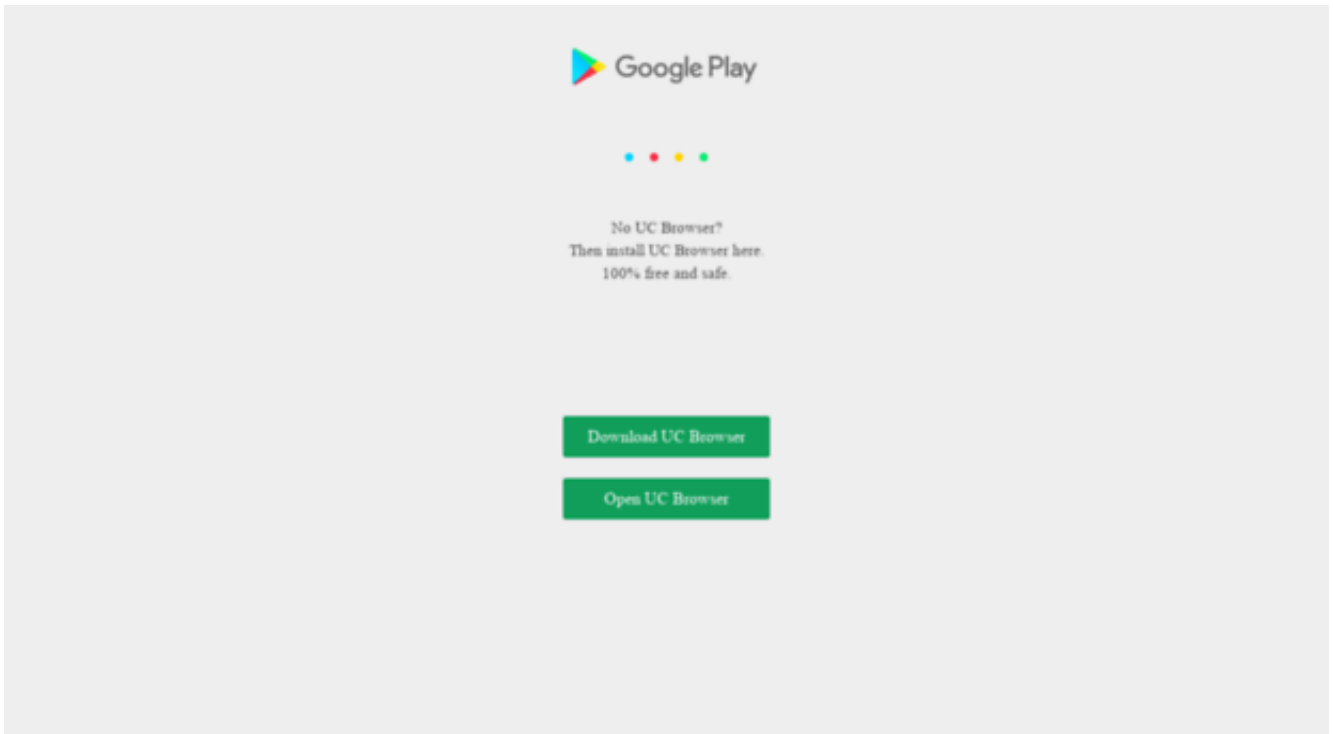 Google Play
No UC Browser?
Then install UC Browser here.
100% free and safe.
Download UC Browser
Open UC Browser